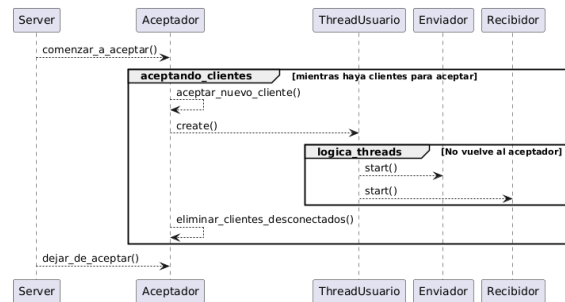 Server Aceptador ThreadUsuario Enviador Recibidor
comenzar_a_aceptar()
aceptando_clientes [mientras haya clientes para aceptar]
aceptar_nuevo_cliente()
create()
logica_threads [No vuelve al aceptador]
start()
start()
eliminar_clientes_desconectados()
dejar_de_aceptar()
Server Aceptador ThreadUsuario Enviador Recibidor